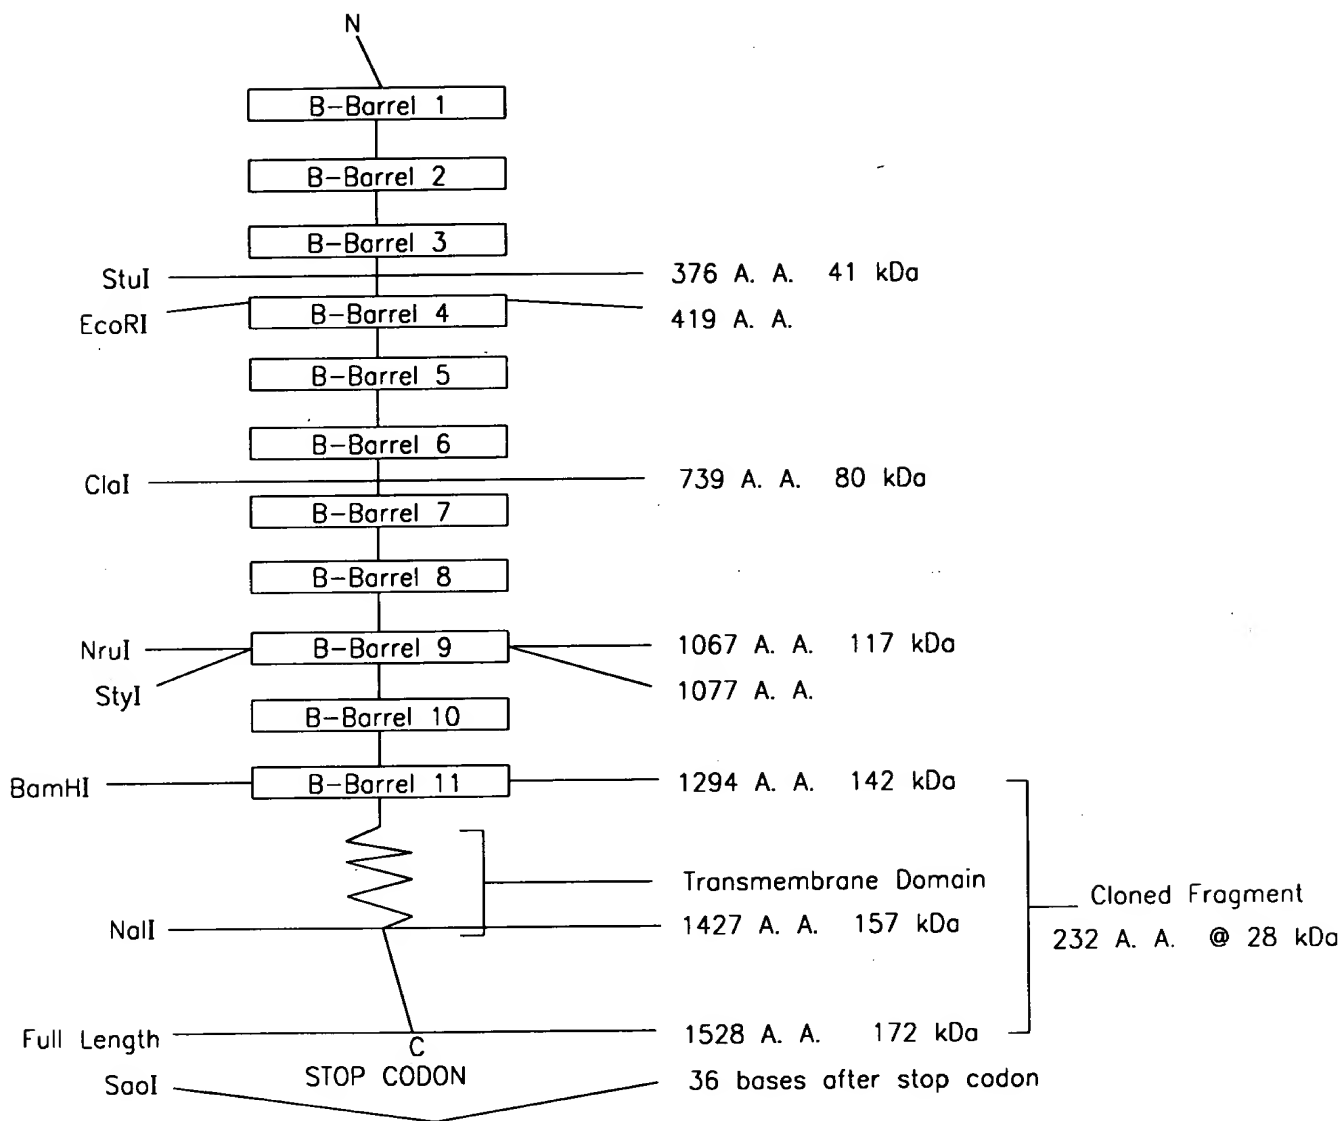 N
B-Barrel 1
B-Barrel 2
B-Barrel 3
StuI
376 A. A. 41 kDa
EcoRI
B-Barrel 4
419 A. A.
B-Barrel 5
B-Barrel 6
ClaI
739 A. A. 80 kDa
B-Barrel 7
B-Barrel 8
NruI
B-Barrel 9
1067 A. A. 117 kDa
StyI
1077 A. A.
B-Barrel 10
BamHI
B-Barrel 11
1294 A. A. 142 kDa
Transmembrane Domain
Cloned Fragment
NalI
1427 A. A. 157 kDa
232 A. A. @ 28 kDa
Full Length
1528 A. A. 172 kDa
C
SaoI
STOP CODON
36 bases after stop codon